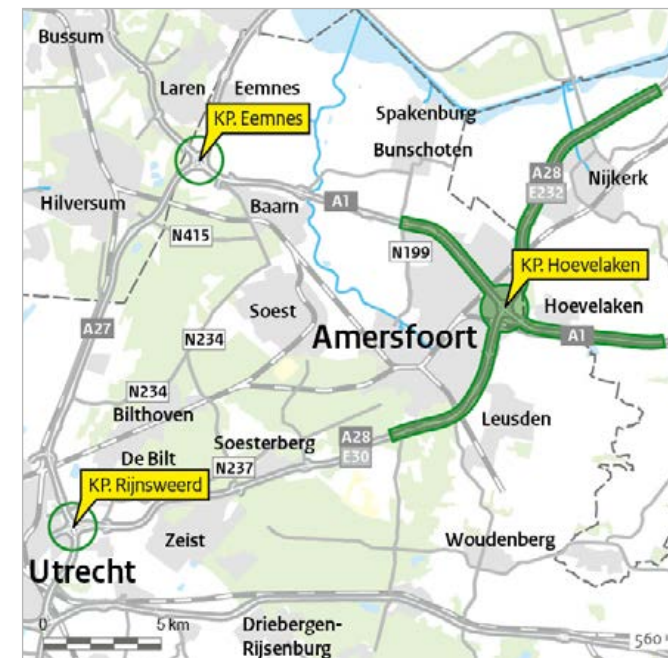 Bussum
Laren
Eemnes
KP. Eemnes
Spakenburg
Bunschoten
A28
E232
Nijkerk
Hilversum
Baarn
A1
N415
N199
KP. Hoevelaken
Soest
Hoevelaken
A27
N234
Amersfoort
A1
N234
Bilthoven
Leusden
De Bilt
Soesterberg
A28
E30
N237
KP. Rijnsweerd
Zeist
Woudenberg
Utrecht
0 5 km
Driebergen-
Rijsenburg